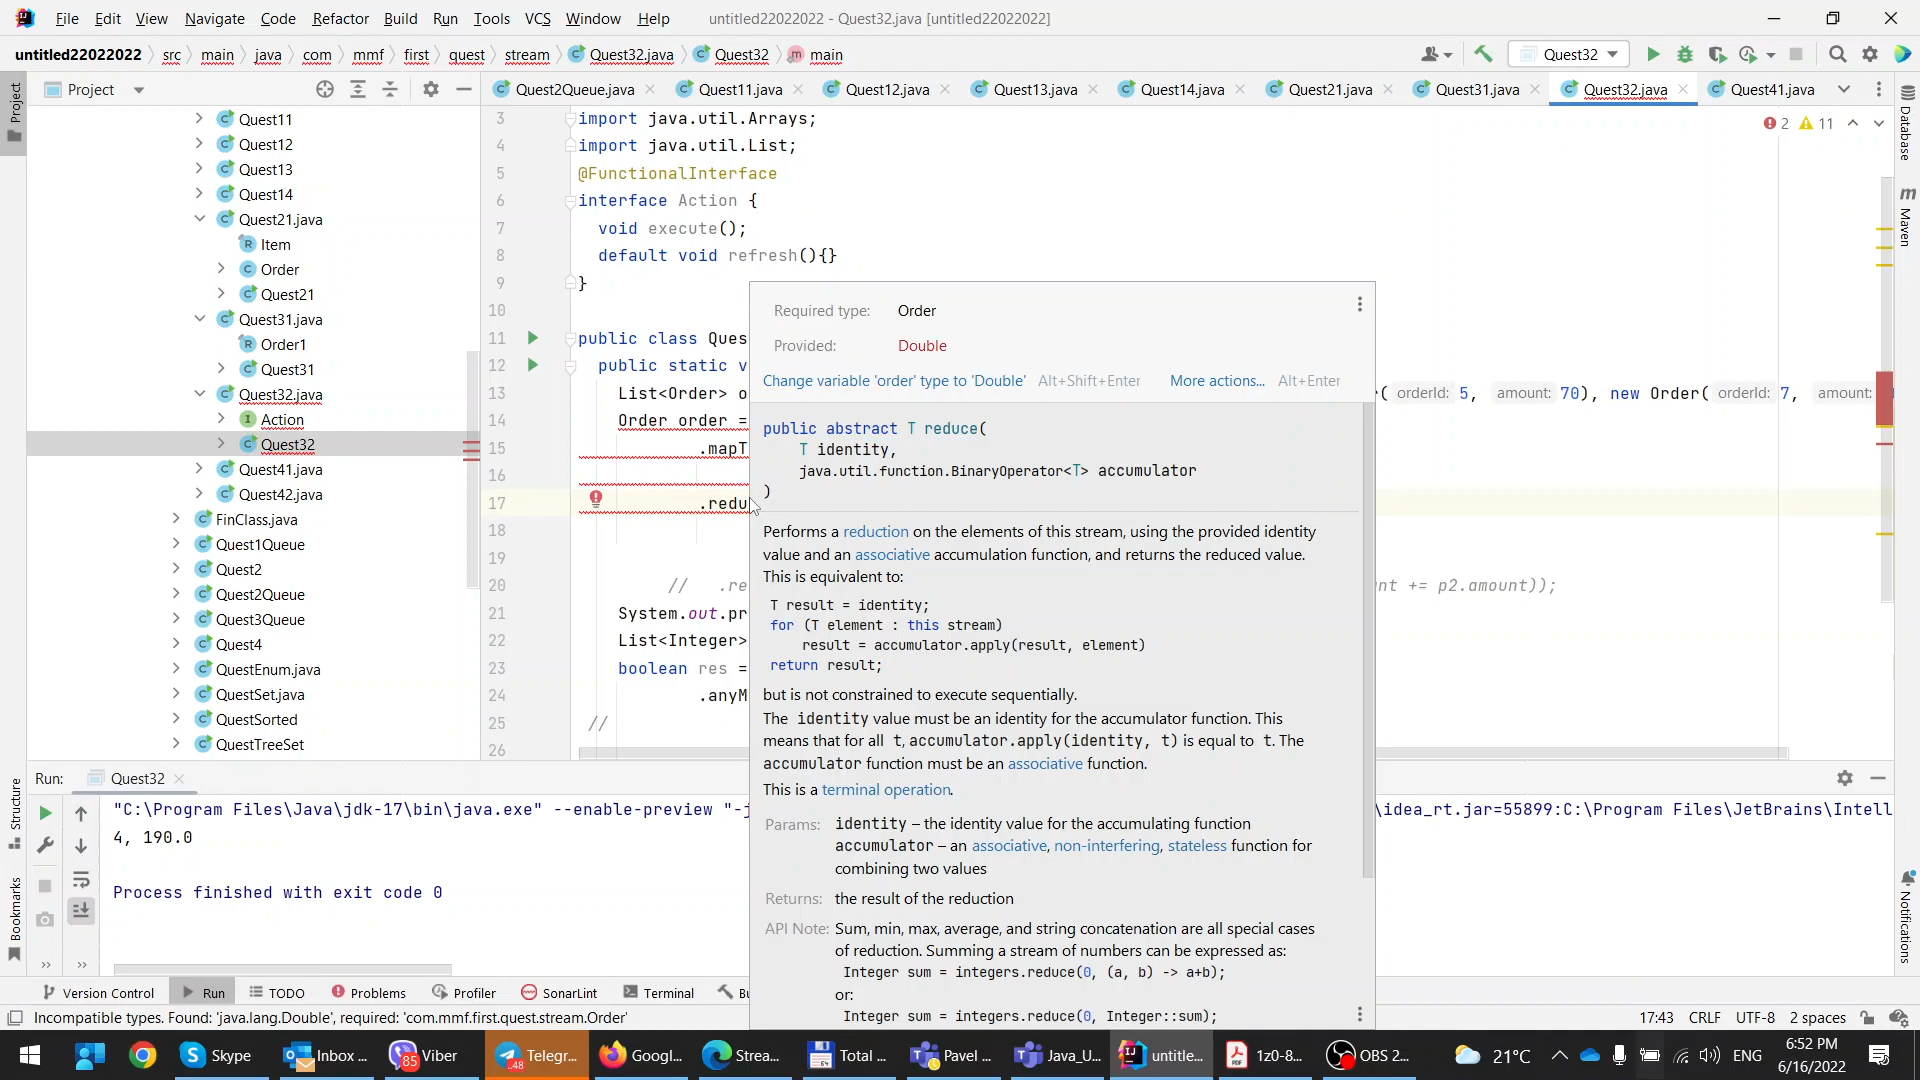 File Edit View Navigate Code Refactor Build Run Tools VCS Window Help untitled22022022 - Quest32.java [untitled22022022]
untitled22022022 src main java com mmf first quest stream Quest32.java Quest32 main Quest32
Project Quest2Queue.java Quest11.java Quest12.java Quest13.java Quest14.java Quest21.java Quest31.java Quest32.java Quest41.java
Project
Database
Maven
Notifications
Structure
Bookmarks
Quest11
Quest12
Quest13
Quest14
Quest21.java
Item
Order
Quest21
Quest31.java
Order1
Quest31
Quest32.java
Action
Quest32
Quest41.java
Quest42.java
FinClass.java
Quest1Queue
Quest2
Quest2Queue
Quest3Queue
Quest4
QuestEnum.java
QuestSet.java
QuestSorted
QuestTreeSet
2 11
3 import java.util.Arrays;
4 import java.util.List;
5 @FunctionalInterface
6 interface Action {
7 void execute();
8 default void refresh(){}
9 }
10
11 public class Ques
12 public static v
13 List<Order> o ( orderId: 5, amount: 70), new Order( orderId: 7, amount:
14 Order order =
15 .mapT
16
17 .redu
18
19
20 // .re nt += p2.amount));
21 System.out.pr
22 List<Integer>
23 boolean res =
24 .anyM
25 //
26
Required type: Order
Provided: Double
Change variable 'order' type to 'Double' Alt+Shift+Enter More actions... Alt+Enter
public abstract T reduce(
T identity,
java.util.function.BinaryOperator<T> accumulator
)
Performs a reduction on the elements of this stream, using the provided identity
value and an associative accumulation function, and returns the reduced value.
This is equivalent to:
T result = identity;
for (T element : this stream)
result = accumulator.apply(result, element)
return result;
but is not constrained to execute sequentially.
The identity value must be an identity for the accumulator function. This
means that for all t, accumulator.apply(identity, t) is equal to t. The
accumulator function must be an associative function.
This is a terminal operation.
Params: identity – the identity value for the accumulating function
accumulator – an associative, non-interfering, stateless function for
combining two values
Returns: the result of the reduction
API Note: Sum, min, max, average, and string concatenation are all special cases
of reduction. Summing a stream of numbers can be expressed as:
Integer sum = integers.reduce(0, (a, b) -> a+b);
or:
Integer sum = integers.reduce(0, Integer::sum);
Run: Quest32
"C:\Program Files\Java\jdk-17\bin\java.exe" --enable-preview "-j \idea_rt.jar=55899:C:\Program Files\JetBrains\Intell
4, 190.0
Process finished with exit code 0
Version Control Run TODO Problems Profiler SonarLint Terminal Bu
Incompatible types. Found: 'java.lang.Double', required: 'com.mmf.first.quest.stream.Order' 17:43 CRLF UTF-8 2 spaces
Skype Inbox ... 85 Viber 48 Telegr... Googl... Strea... Total ... Pavel ... Java_U... untitle... 1z0-8... OBS 2... 21°C ENG 6:52 PM
6/16/2022